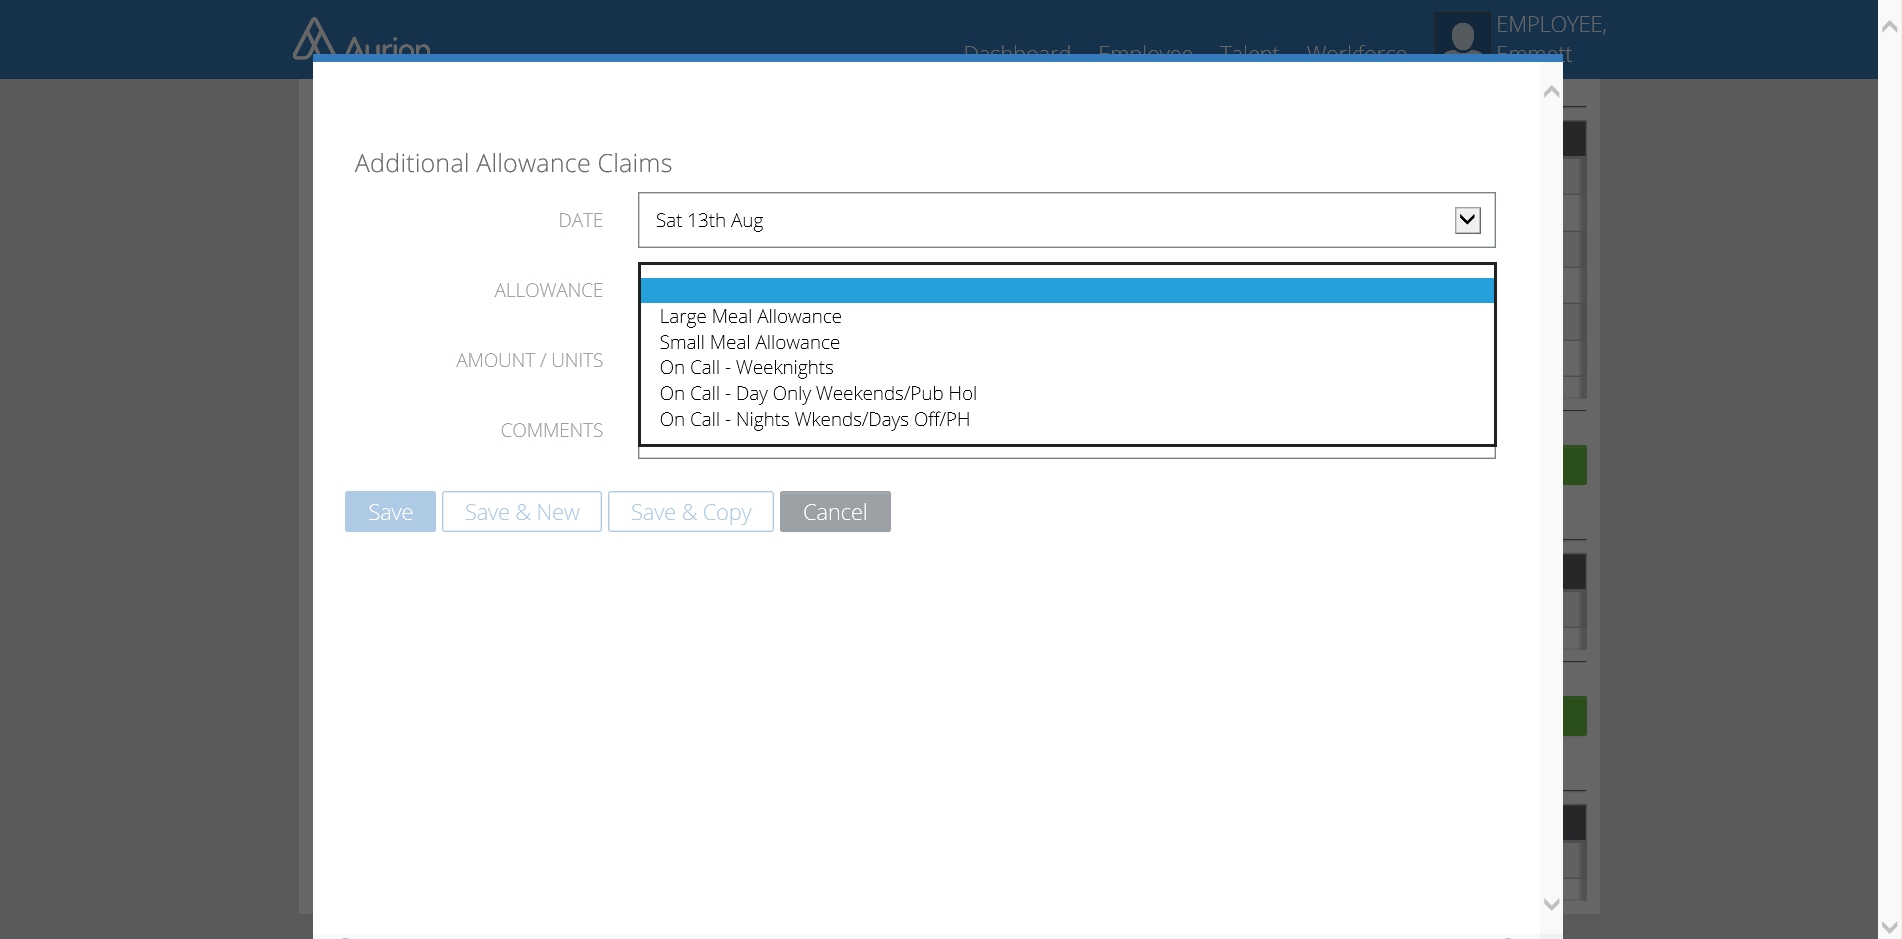 Aurion
Dashboard Employee Talent Workforce
EMPLOYEE,
Emmett
Additional Allowance Claims
DATE
Sat 13th Aug
ALLOWANCE
Large Meal Allowance
Small Meal Allowance
On Call - Weeknights
AMOUNT / UNITS
On Call - Day Only Weekends/Pub Hol
On Call - Nights Wkends/Days Off/PH
COMMENTS
Save
Save & New
Save & Copy
Cancel